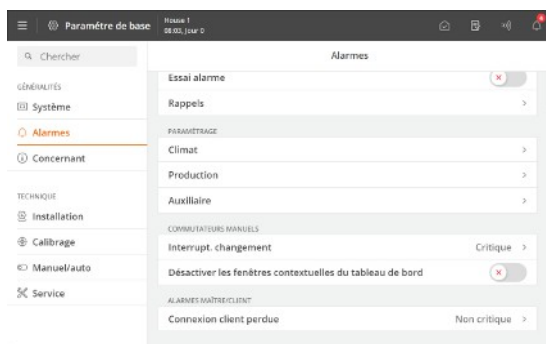 Paramétre de base
House 1
08:03, Jour 0
Chercher
Alarmes
GÉNÉRALITÉS
Système
Alarmes
Concernant
TECHNIQUE
Installation
Calibrage
Manuel/auto
Service
Essai alarme
Rappels
PARAMÉTRAGE
Climat
Production
Auxiliaire
COMMUTATEURS MANUELS
Interrupt. changement Critique
Désactiver les fenêtres contextuelles du tableau de bord
ALARMES MAÎTRE/CLIENT
Connexion client perdue Non critique